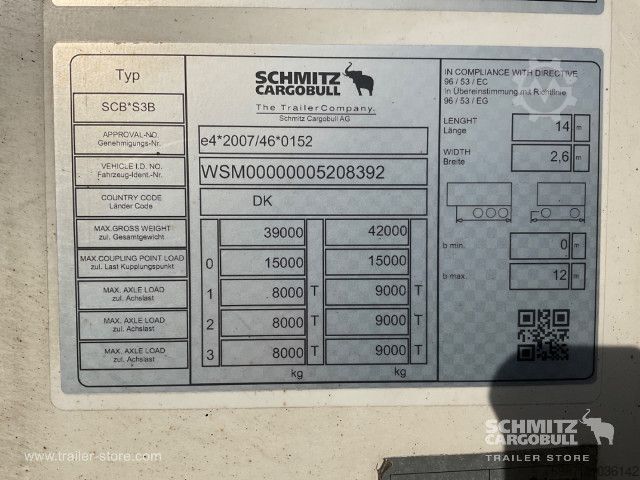 Typ
SCB*S3B
SCHMITZ
CARGOBULL
The TrailerCompany.
Schmitz Cargobull AG
APPROVAL-NO.
Genehmigungs-Nr.
e4*2007/46*0152
VEHICLE I.D. NO.
Fahrzeug-Ident.-Nr.
WSM00000005208392
COUNTRY CODE
Länder Code
DK
MAX.GROSS WEIGHT
zul. Gesamtgewicht
39000 42000
MAX.COUPLING POINT LOAD
zul. Last Kupplungspunkt
0 15000 15000
MAX. AXLE LOAD
zul. Achslast
1 8000 T 9000 T
MAX. AXLE LOAD
zul. Achslast
2 8000 T 9000 T
MAX. AXLE LOAD
zul. Achslast
3 8000 T 9000 T
kg kg
IN COMPLIANCE WITH DIRECTIVE
96 / 53 / EC
in Übereinstimmung mit Richtlinie
96 / 53 / EG
LENGHT
Länge
14 m
WIDTH
Breite
2,6 m
b min. 0 m
b max. 12 m
SCHMITZ
CARGOBULL
TRAILER STORE
www.trailer-store.com